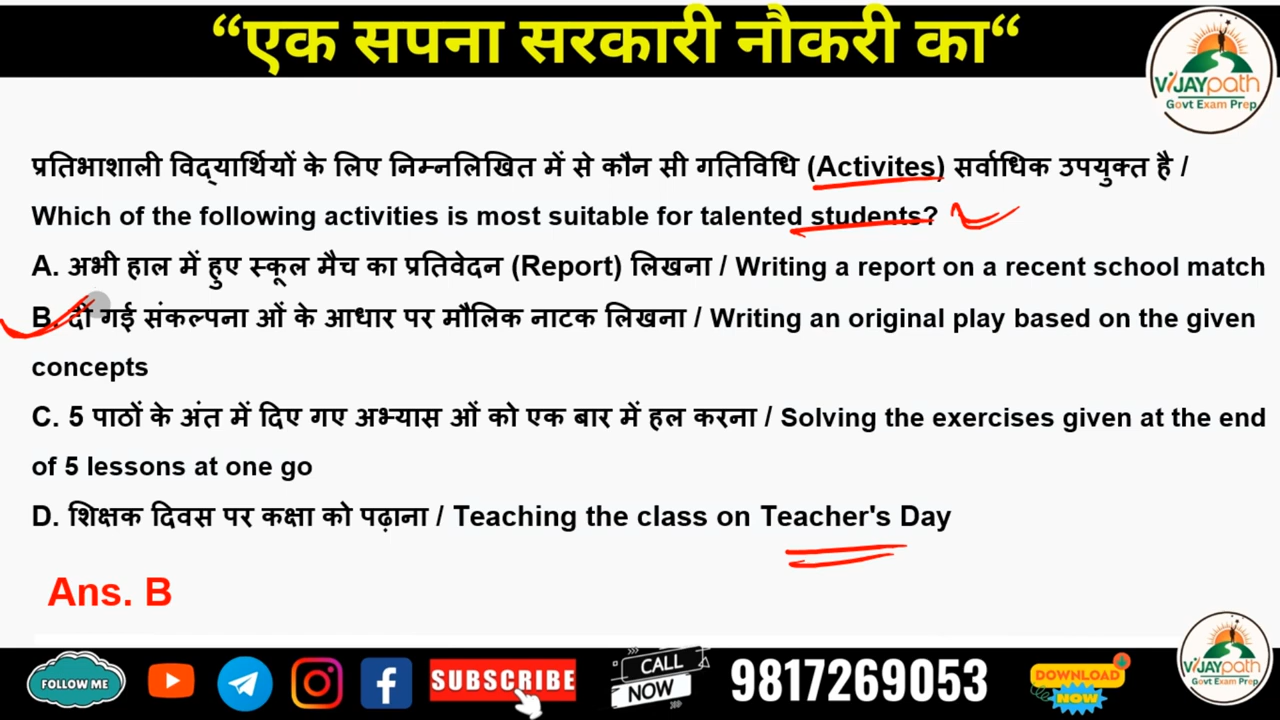 “एक सपना सरकारी नौकरी का“
VIJAYpath
Govt Exam Prep
प्रतिभाशाली विद्यार्थियों के लिए निम्नलिखित में से कौन सी गतिविधि (Activites) सर्वाधिक उपयुक्त है /
Which of the following activities is most suitable for talented students?
A. अभी हाल में हुए स्कूल मैच का प्रतिवेदन (Report) लिखना / Writing a report on a recent school match
B. दी गई संकल्पना ओं के आधार पर मौलिक नाटक लिखना / Writing an original play based on the given
concepts
C. 5 पाठों के अंत में दिए गए अभ्यास ओं को एक बार में हल करना / Solving the exercises given at the end
of 5 lessons at one go
D. शिक्षक दिवस पर कक्षा को पढ़ाना / Teaching the class on Teacher's Day
Ans. B
FOLLOW ME
SUBSCRIBE
CALL
NOW
9817269053
DOWNLOAD
NOW
VIJAYpath
Govt Exam Prep